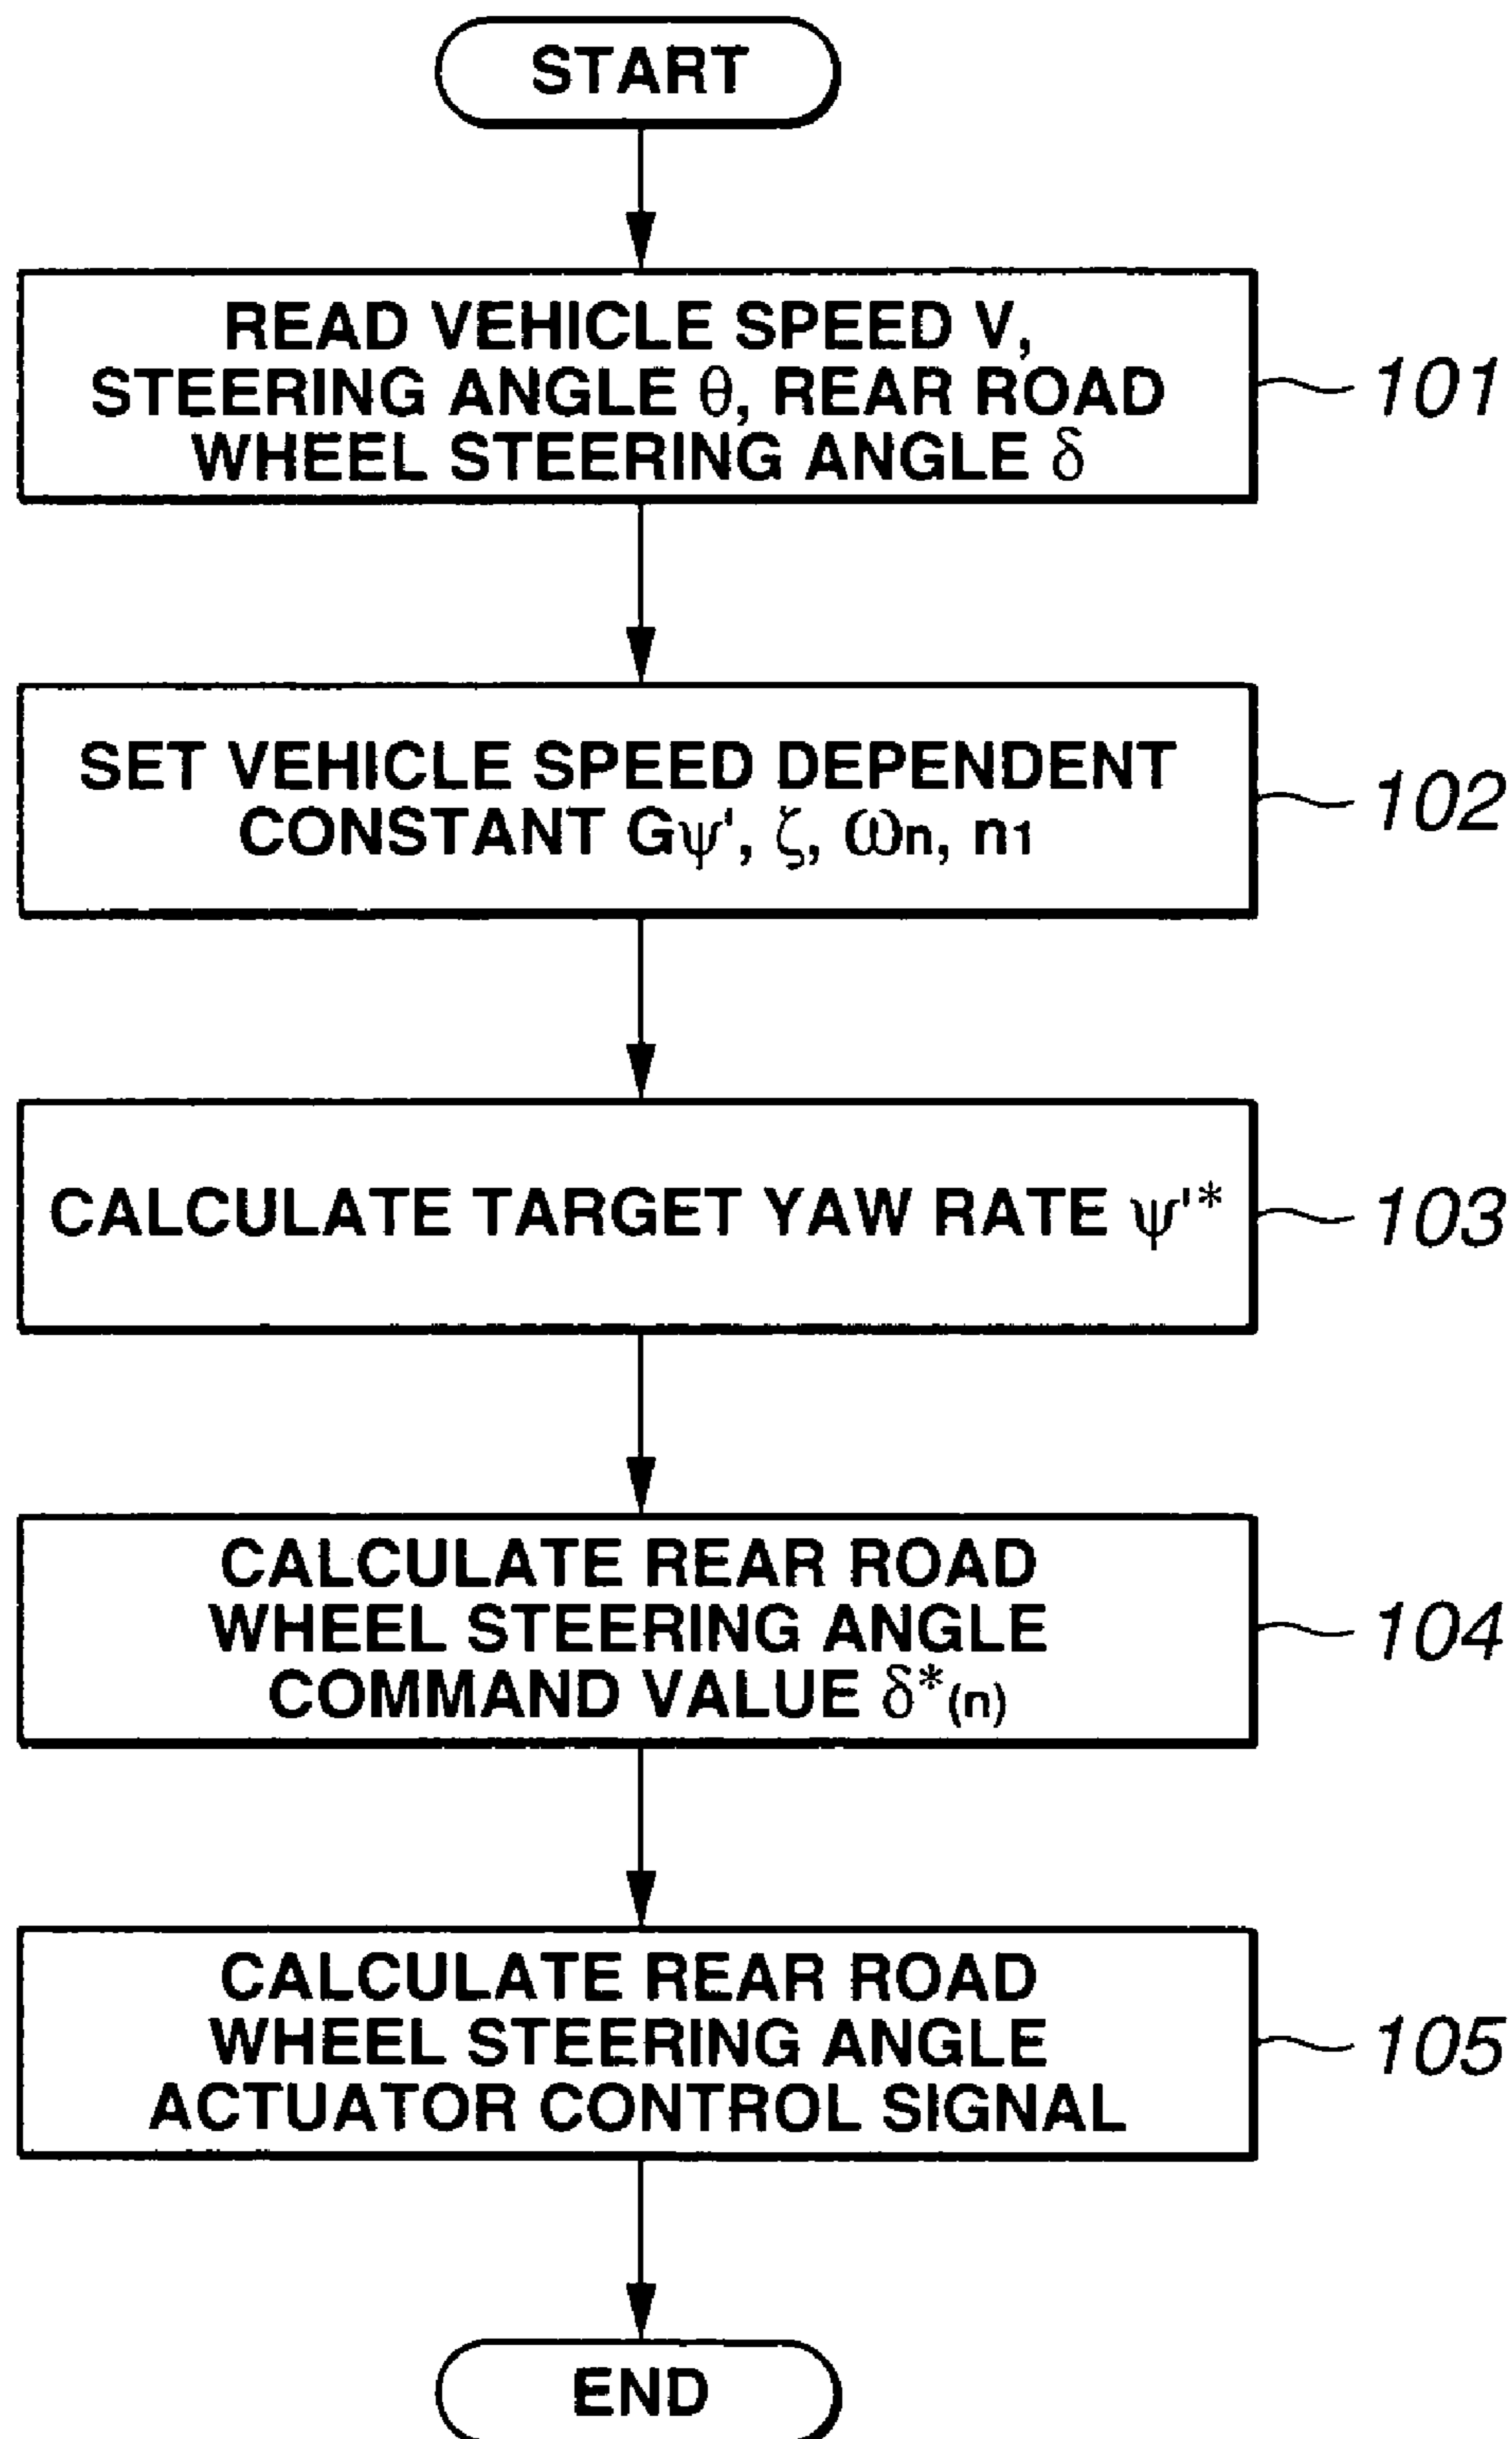 START
READ VEHICLE SPEED V,
STEERING ANGLE θ, REAR ROAD
WHEEL STEERING ANGLE δ
101
SET VEHICLE SPEED DEPENDENT
CONSTANT Gψ', ζ, ωn, n1
102
CALCULATE TARGET YAW RATE ψ'*
103
CALCULATE REAR ROAD
WHEEL STEERING ANGLE
COMMAND VALUE δ*(n)
104
CALCULATE REAR ROAD
WHEEL STEERING ANGLE
ACTUATOR CONTROL SIGNAL
105
END